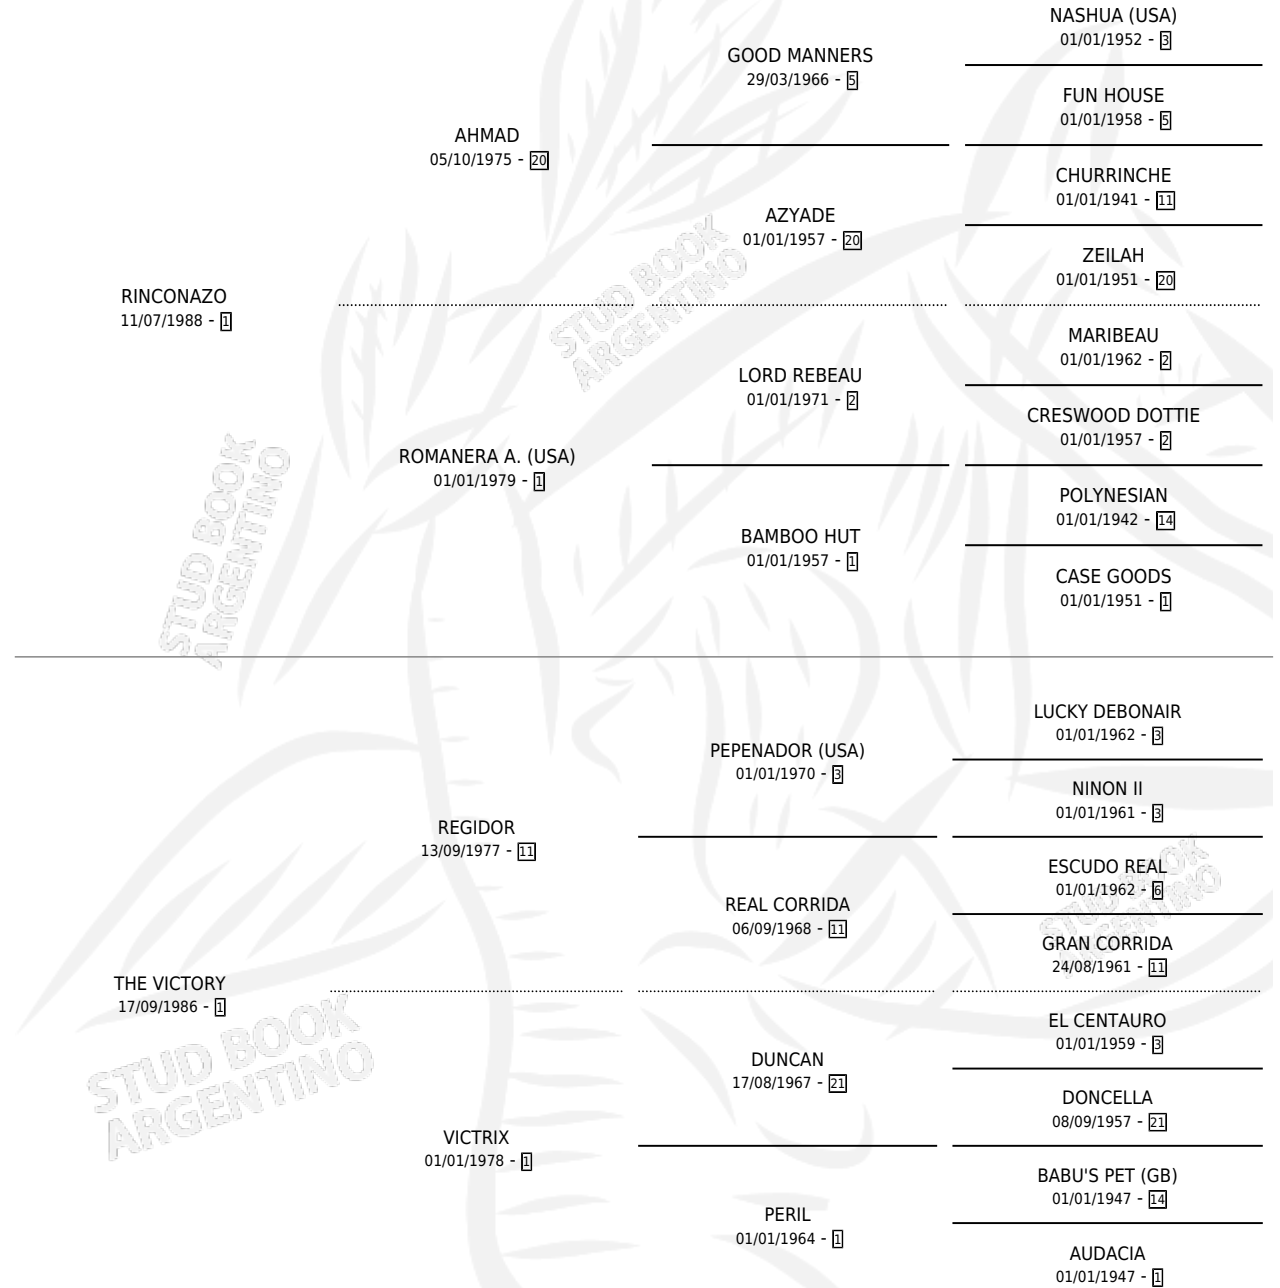 NASHUA (USA)
01/01/1952 - 3
GOOD MANNERS
29/03/1966 - 5
FUN HOUSE
01/01/1958 - 5
AHMAD
05/10/1975 - 20
CHURRINCHE
01/01/1941 - 11
AZYADE
01/01/1957 - 20
ZEILAH
01/01/1951 - 20
RINCONAZO
11/07/1988 - 1
STUD BOOK
ARGENTINO
MARIBEAU
01/01/1962 - 2
LORD REBEAU
01/01/1971 - 2
CRESWOOD DOTTIE
01/01/1957 - 2
ROMANERA A. (USA)
01/01/1979 - 1
POLYNESIAN
01/01/1942 - 14
BAMBOO HUT
01/01/1957 - 1
CASE GOODS
01/01/1951 - 1
STUD BOOK
ARGENTINO
LUCKY DEBONAIR
01/01/1962 - 3
PEPENADOR (USA)
01/01/1970 - 3
NINON II
01/01/1961 - 3
REGIDOR
13/09/1977 - 11
ESCUDO REAL
01/01/1962 - 6
REAL CORRIDA
06/09/1968 - 11
STUD BOOK
ARGENTINO
GRAN CORRIDA
24/08/1961 - 11
THE VICTORY
17/09/1986 - 1
STUD BOOK
ARGENTINO
EL CENTAURO
01/01/1959 - 3
DUNCAN
17/08/1967 - 21
DONCELLA
08/09/1957 - 21
VICTRIX
01/01/1978 - 1
BABU'S PET (GB)
01/01/1947 - 14
PERIL
01/01/1964 - 1
AUDACIA
01/01/1947 - 1